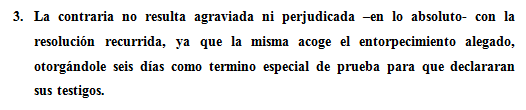 3. La contraria no resulta agraviada ni perjudicada –en lo absoluto- con la
resolución recurrida, ya que la misma acoge el entorpecimiento alegado,
otorgándole seis días como termino especial de prueba para que declararan
sus testigos.